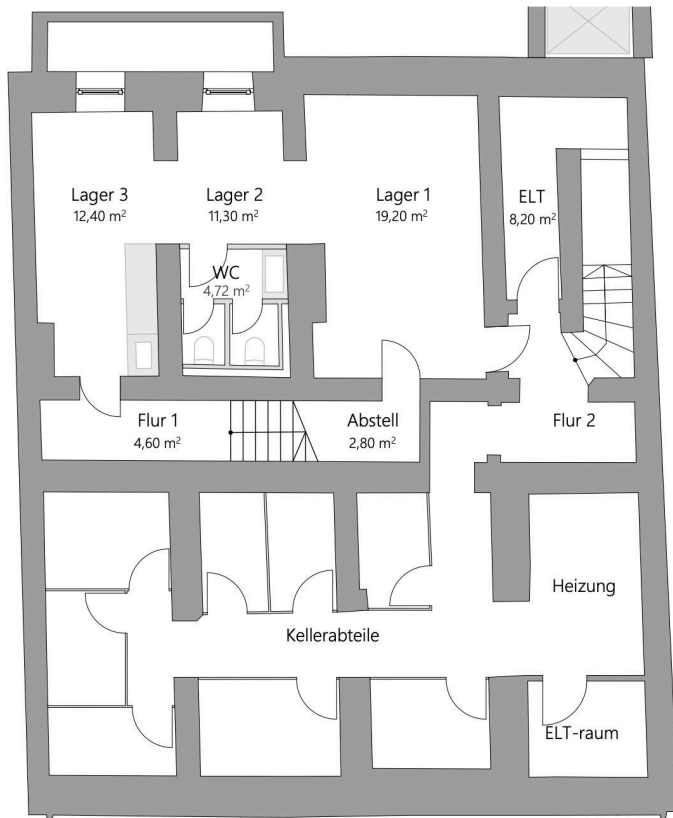 Lager 3
12,40 m²
Lager 2
11,30 m²
Lager 1
19,20 m²
ELT
8,20 m²
WC
4,72 m²
Flur 1
4,60 m²
Abstell
2,80 m²
Flur 2
Heizung
Kellerabteile
ELT-raum